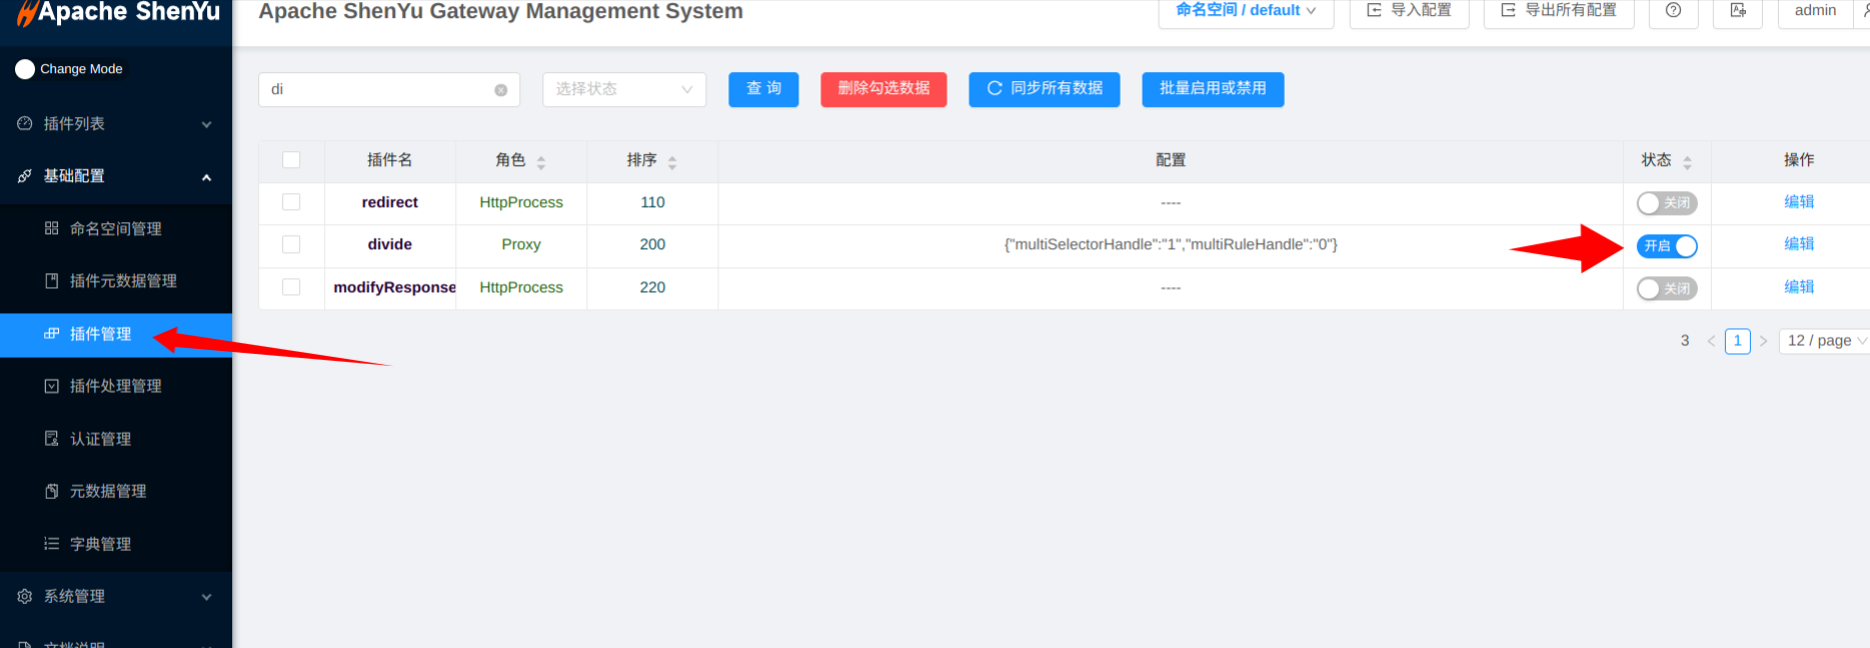 Apache ShenYu
Apache ShenYu Gateway Management System
命名空间 / default
导入配置
导出所有配置
admin
Change Mode
di
选择状态
查 询
删除勾选数据
同步所有数据
批量启用或禁用
插件列表
基础配置
命名空间管理
插件元数据管理
插件管理
插件处理管理
认证管理
元数据管理
字典管理
系统管理
文档说明
插件名 角色 排序 配置 状态 操作
redirect HttpProcess 110 ---- 关闭 编辑
divide Proxy 200 {"multiSelectorHandle":"1","multiRuleHandle":"0"} 开启 编辑
modifyResponse HttpProcess 220 ---- 关闭 编辑
3 < 1 > 12 / page